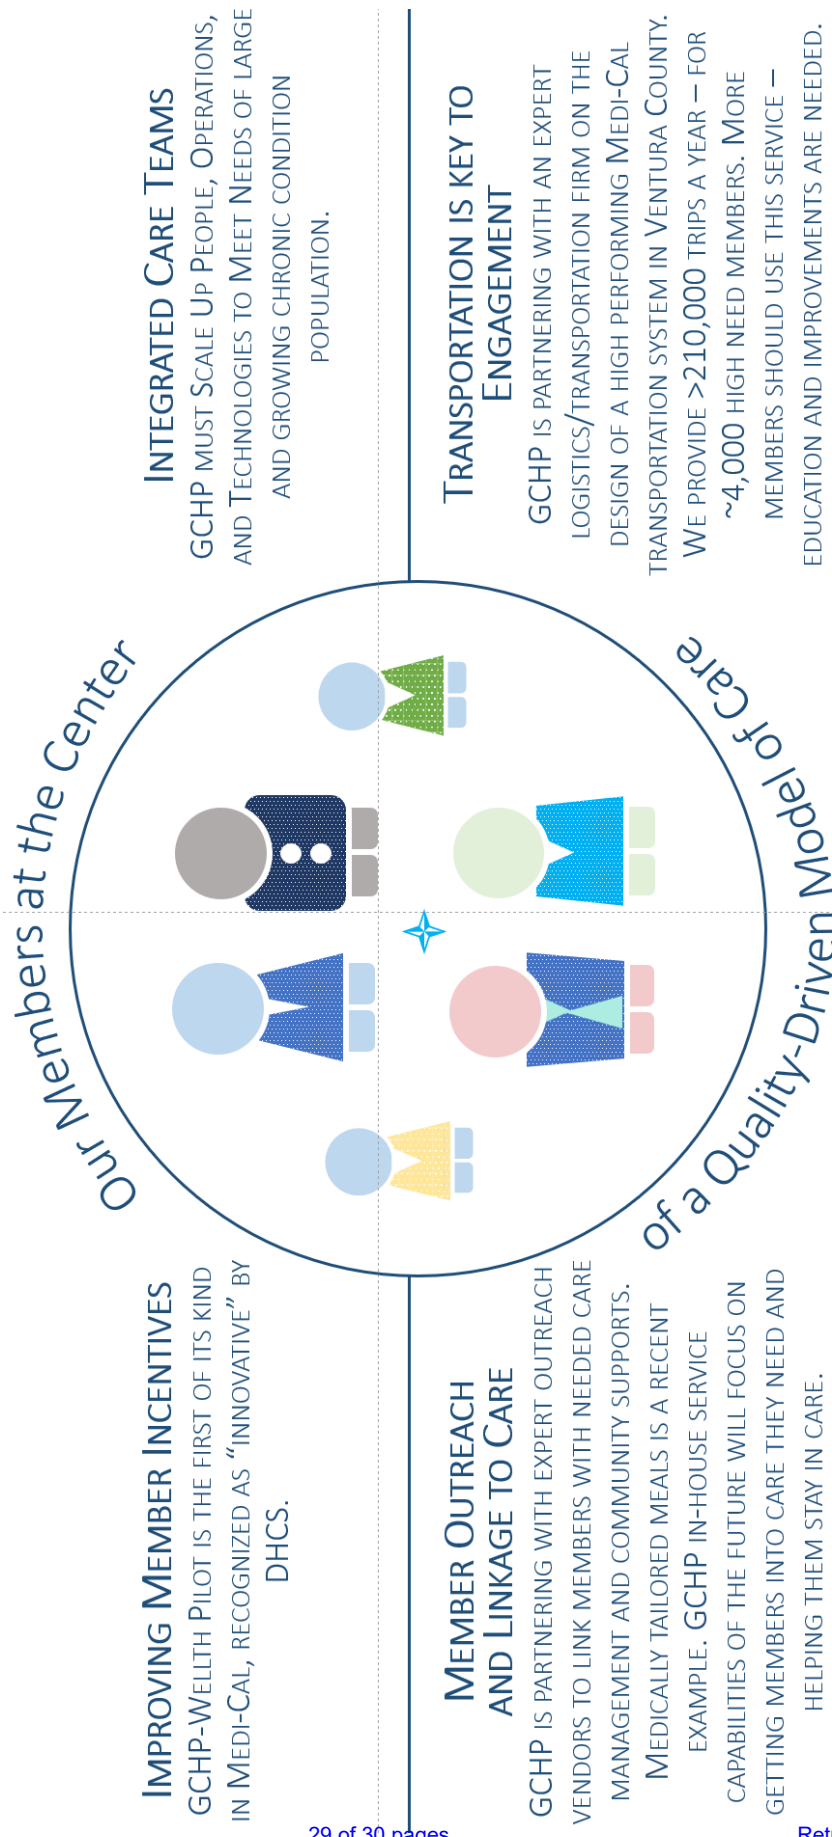 Our Members at the Center
IMPROVING MEMBER INCENTIVES
GCHP-WELLTH PILOT IS THE FIRST OF ITS KIND
IN MEDI-CAL, RECOGNIZED AS “INNOVATIVE” BY
DHCS.
INTEGRATED CARE TEAMS
GCHP MUST SCALE UP PEOPLE, OPERATIONS,
AND TECHNOLOGIES TO MEET NEEDS OF LARGE
AND GROWING CHRONIC CONDITION
POPULATION.
MEMBER OUTREACH
AND LINKAGE TO CARE
GCHP IS PARTNERING WITH EXPERT OUTREACH
VENDORS TO LINK MEMBERS WITH NEEDED CARE
MANAGEMENT AND COMMUNITY SUPPORTS.
MEDICALLY TAILORED MEALS IS A RECENT
EXAMPLE. GCHP IN-HOUSE SERVICE
CAPABILITIES OF THE FUTURE WILL FOCUS ON
GETTING MEMBERS INTO CARE THEY NEED AND
HELPING THEM STAY IN CARE.
TRANSPORTATION IS KEY TO
ENGAGEMENT
GCHP IS PARTNERING WITH AN EXPERT
LOGISTICS/TRANSPORTATION FIRM ON THE
DESIGN OF A HIGH PERFORMING MEDI-CAL
TRANSPORTATION SYSTEM IN VENTURA COUNTY.
WE PROVIDE >210,000 TRIPS A YEAR – FOR
~4,000 HIGH NEED MEMBERS. MORE
MEMBERS SHOULD USE THIS SERVICE –
EDUCATION AND IMPROVEMENTS ARE NEEDED.
of a Quality-Driven Model of Care
29 of 30 pages